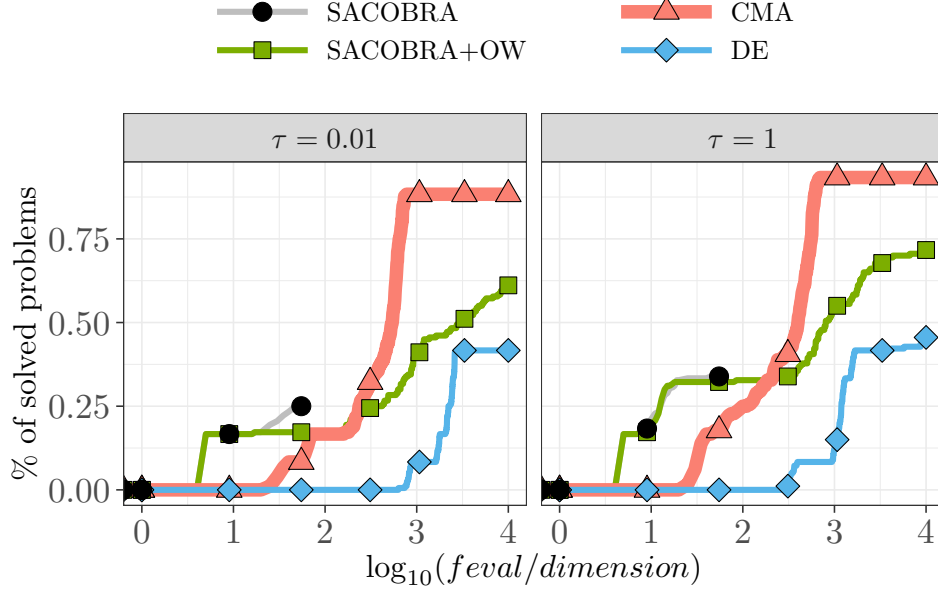 SACOBRA CMA
SACOBRA+OW DE
τ = 0.01 τ = 1
% of solved problems
0.75
0.50
0.25
0.00
0 1 2 3 4 0 1 2 3 4
log₁₀(feval/dimension)